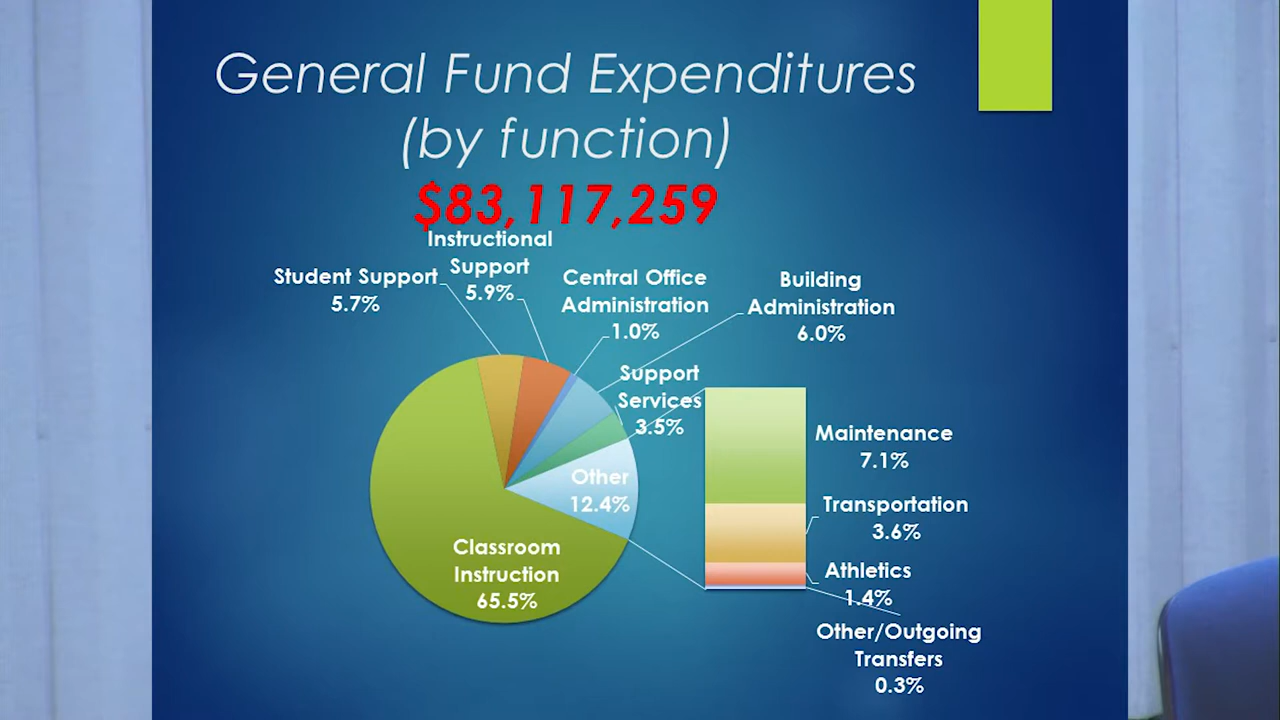 General Fund Expenditures
(by function)
$83,117,259
Instructional
Support
5.9%
Student Support
5.7%
Central Office
Administration
1.0%
Building
Administration
6.0%
Support
Services
3.5%
Other
12.4%
Classroom
Instruction
65.5%
Maintenance
7.1%
Transportation
3.6%
Athletics
1.4%
Other/Outgoing
Transfers
0.3%